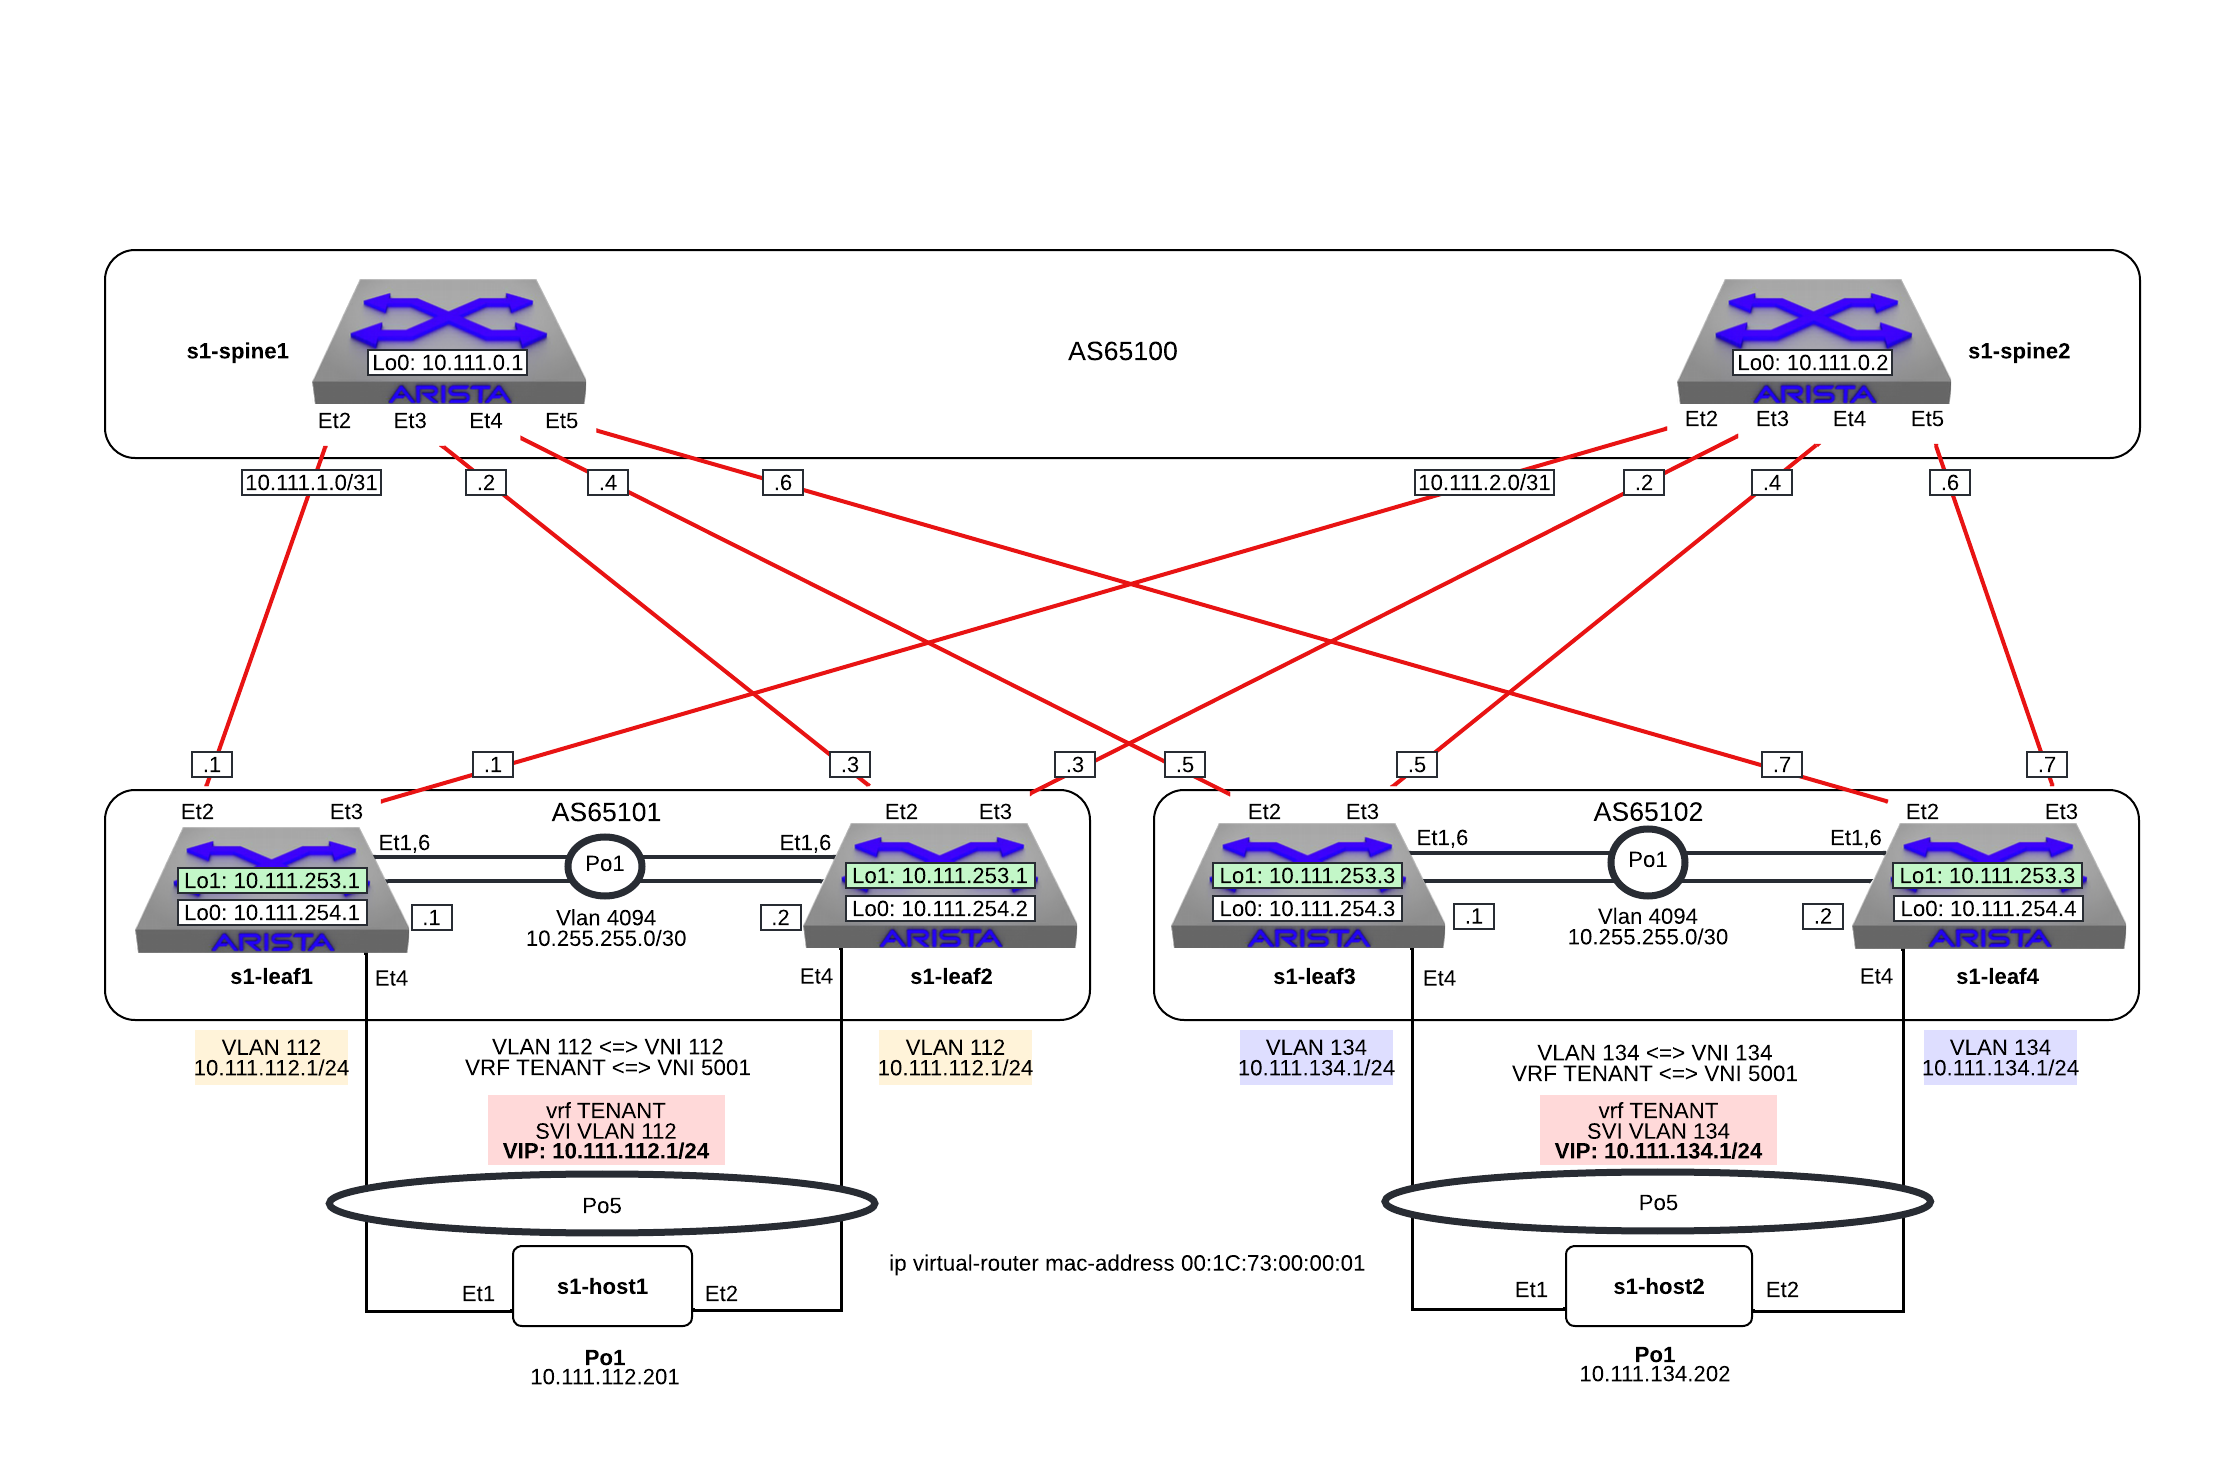 s1-spine1
Lo0: 10.111.0.1
ARISTA
AS65100
Lo0: 10.111.0.2
ARISTA
s1-spine2
Et2
Et3
Et4
Et5
Et2
Et3
Et4
Et5
10.111.1.0/31
.2
.4
.6
10.111.2.0/31
.2
.4
.6
.1
.1
.3
.3
.5
.5
.7
.7
Et2
Et3
AS65101
Et2
Et3
Et2
Et3
AS65102
Et2
Et3
Et1,6
Po1
Et1,6
Et1,6
Po1
Et1,6
Lo1: 10.111.253.1
Lo0: 10.111.254.1
ARISTA
.1
Vlan 4094
10.255.255.0/30
.2
Lo1: 10.111.253.1
Lo0: 10.111.254.2
ARISTA
Lo1: 10.111.253.3
Lo0: 10.111.254.3
ARISTA
.1
Vlan 4094
10.255.255.0/30
.2
Lo1: 10.111.253.3
Lo0: 10.111.254.4
ARISTA
s1-leaf1
Et4
Et4
s1-leaf2
s1-leaf3
Et4
Et4
s1-leaf4
VLAN 112
10.111.112.1/24
VLAN 112 <=> VNI 112
VRF TENANT <=> VNI 5001
VLAN 112
10.111.112.1/24
VLAN 134
10.111.134.1/24
VLAN 134 <=> VNI 134
VRF TENANT <=> VNI 5001
VLAN 134
10.111.134.1/24
vrf TENANT
SVI VLAN 112
VIP: 10.111.112.1/24
vrf TENANT
SVI VLAN 134
VIP: 10.111.134.1/24
Po5
Po5
ip virtual-router mac-address 00:1C:73:00:00:01
Et1
s1-host1
Et2
Et1
s1-host2
Et2
Po1
10.111.112.201
Po1
10.111.134.202